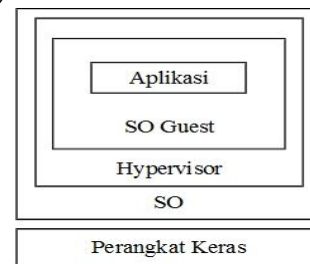 Aplikasi
SO Guest
Hypervisor
SO
Perangkat Keras